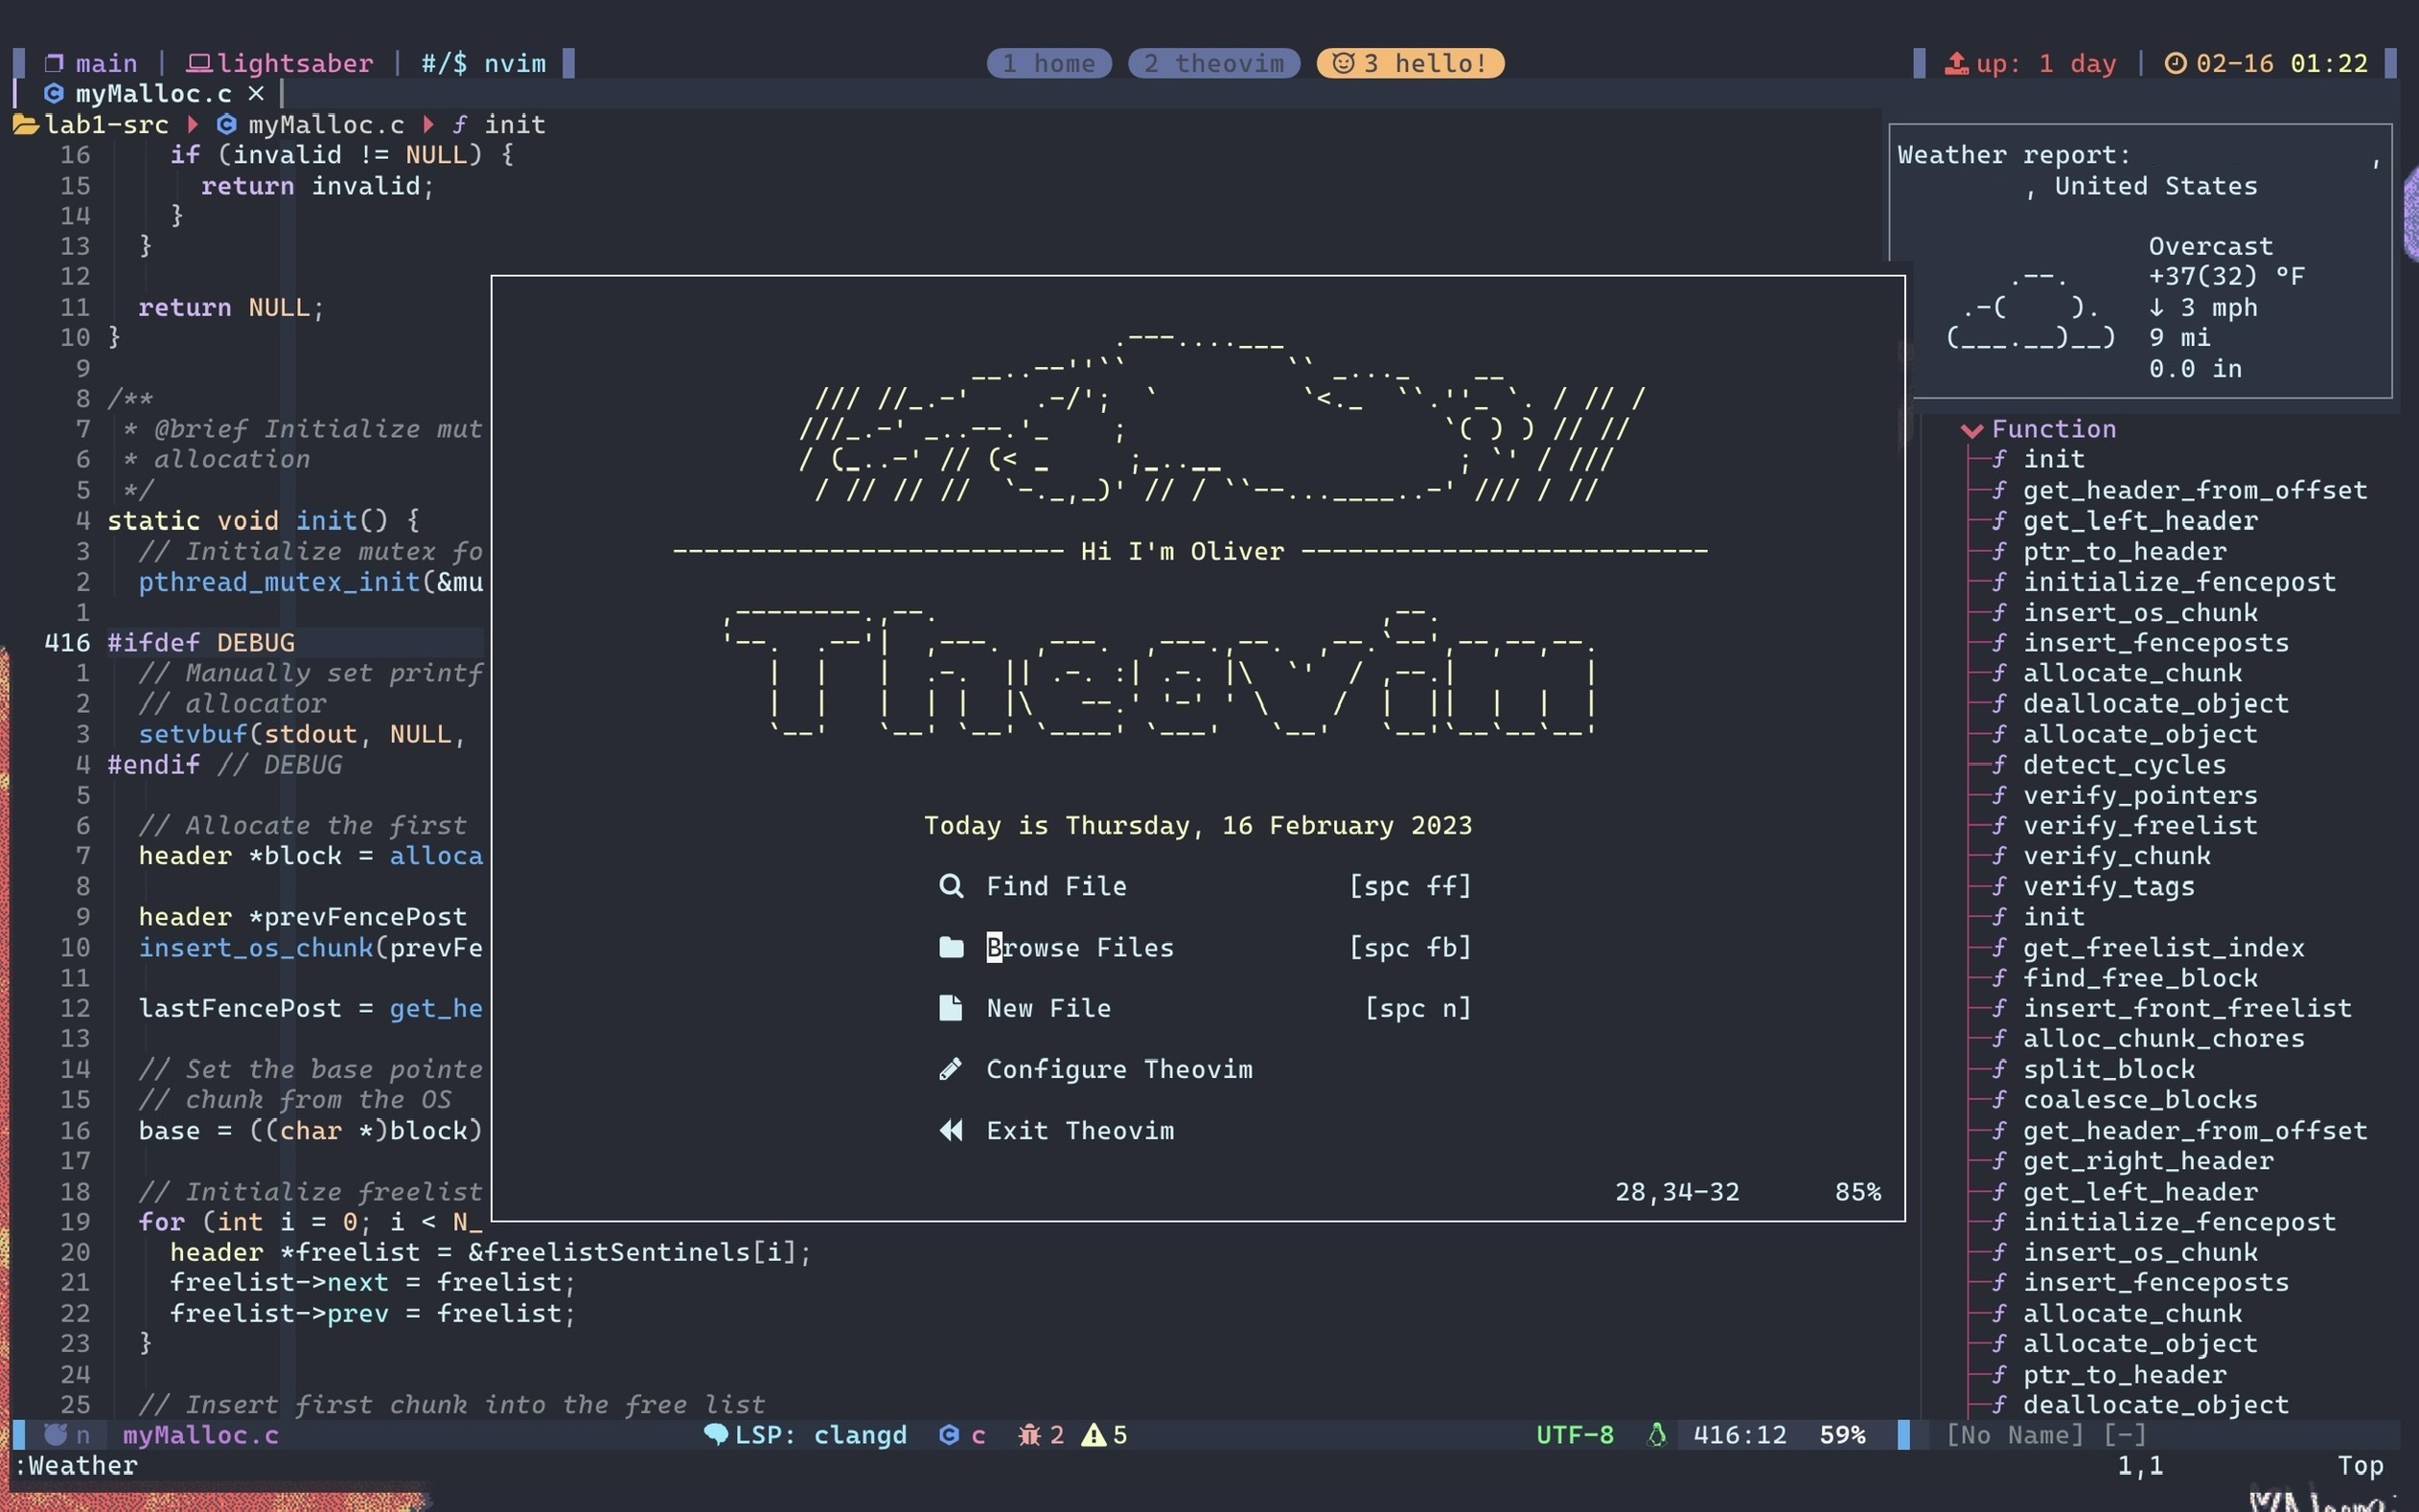 main | lightsaber | #/$ nvim
1 home 2 theovim 3 hello!
up: 1 day | 02-16 01:22
myMalloc.c ×
lab1-src myMalloc.c ƒ init
16 if (invalid != NULL) {
15 return invalid;
14 }
13 }
12
11 return NULL;
10 }
9
8 /**
7 * @brief Initialize mut
6 * allocation
5 */
4 static void init() {
3 // Initialize mutex fo
2 pthread_mutex_init(&mu
1
416 #ifdef DEBUG
1 // Manually set printf
2 // allocator
3 setvbuf(stdout, NULL,
4 #endif // DEBUG
5
6 // Allocate the first
7 header *block = alloca
8
9 header *prevFencePost
10 insert_os_chunk(prevFe
11
12 lastFencePost = get_he
13
14 // Set the base pointe
15 // chunk from the OS
16 base = ((char *)block)
17
18 // Initialize freelist
19 for (int i = 0; i < N_
20 header *freelist = &freelistSentinels[i];
21 freelist->next = freelist;
22 freelist->prev = freelist;
23 }
24
25 // Insert first chunk into the free list
Hi I'm Oliver
Theovim
Today is Thursday, 16 February 2023
Find File [spc ff]
Browse Files [spc fb]
New File [spc n]
Configure Theovim
Exit Theovim
28,34-32 85%
Weather report: ,
, United States
Overcast
+37(32) °F
↓ 3 mph
9 mi
0.0 in
Function
ƒ init
ƒ get_header_from_offset
ƒ get_left_header
ƒ ptr_to_header
ƒ initialize_fencepost
ƒ insert_os_chunk
ƒ insert_fenceposts
ƒ allocate_chunk
ƒ deallocate_object
ƒ allocate_object
ƒ detect_cycles
ƒ verify_pointers
ƒ verify_freelist
ƒ verify_chunk
ƒ verify_tags
ƒ init
ƒ get_freelist_index
ƒ find_free_block
ƒ insert_front_freelist
ƒ alloc_chunk_chores
ƒ split_block
ƒ coalesce_blocks
ƒ get_header_from_offset
ƒ get_right_header
ƒ get_left_header
ƒ initialize_fencepost
ƒ insert_os_chunk
ƒ insert_fenceposts
ƒ allocate_chunk
ƒ allocate_object
ƒ ptr_to_header
ƒ deallocate_object
n myMalloc.c LSP: clangd c 2 5 UTF-8 416:12 59% [No Name] [-]
:Weather 1,1 Top